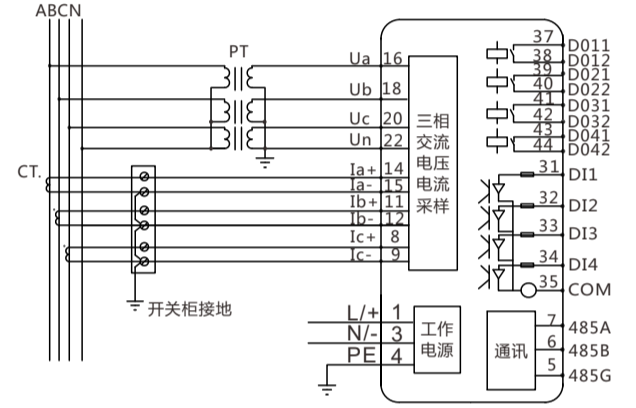 ABCN
PT
CT.
Ua 16
Ub 18
Uc 20
Un 22
Ia+ 14
Ia- 15
Ib+ 11
Ib- 12
Ic+ 8
Ic- 9
三相
交流
电压
电流
采样
开关柜接地
37 D011
38 D012
39 D021
40 D022
41 D031
42 D032
43 D041
44 D042
31 DI1
32 DI2
33 DI3
34 DI4
35 COM
L/+ 1
N/- 3
PE 4
工作
电源
通讯
7 485A
6 485B
5 485G